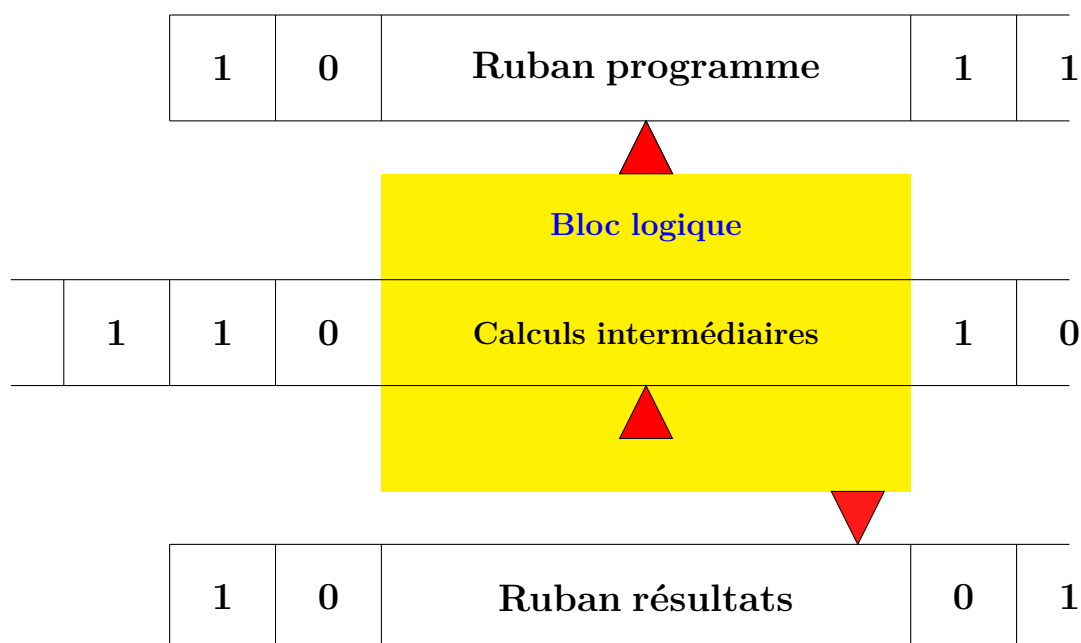 1 0 Ruban programme 1 1
Bloc logique
1 1 0 Calculs intermédiaires 1 0
1 0 Ruban résultats 0 1